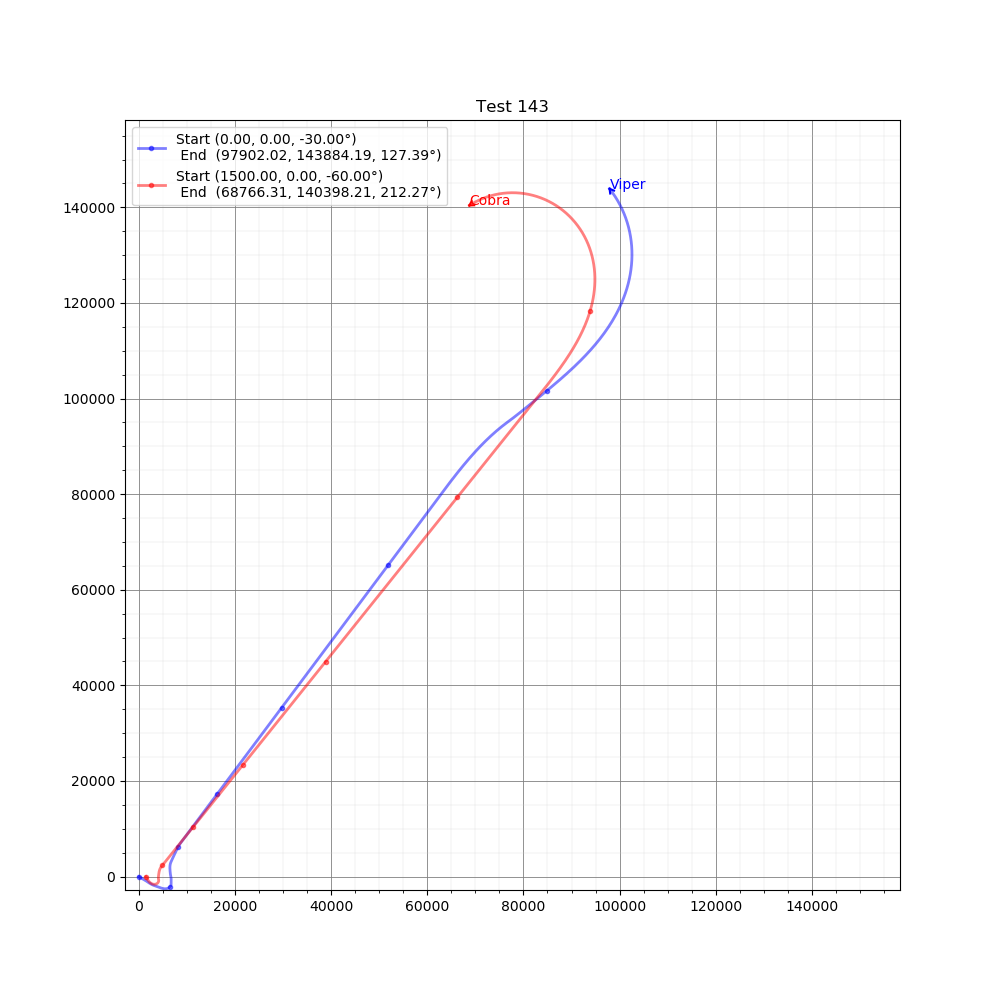 Test 143
Start (0.00, 0.00, -30.00°)
End  (97902.02, 143884.19, 127.39°)
Start (1500.00, 0.00, -60.00°)
End  (68766.31, 140398.21, 212.27°)
Viper
Cobra
140000
120000
100000
80000
60000
40000
20000
0
0 20000 40000 60000 80000 100000 120000 140000